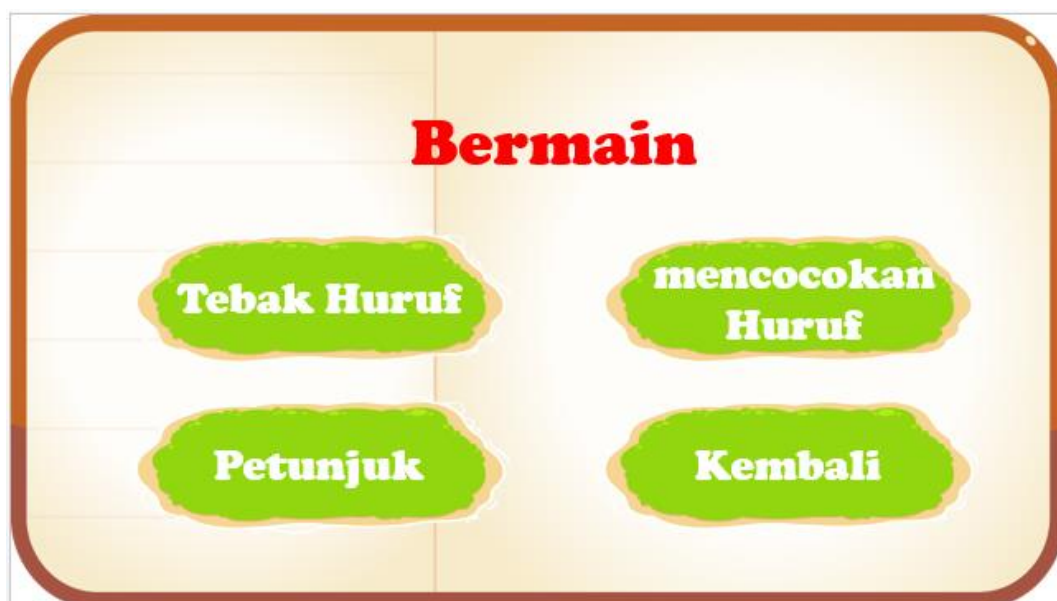 Bermain
Tebak Huruf
mencocokan
Huruf
Petunjuk
Kembali